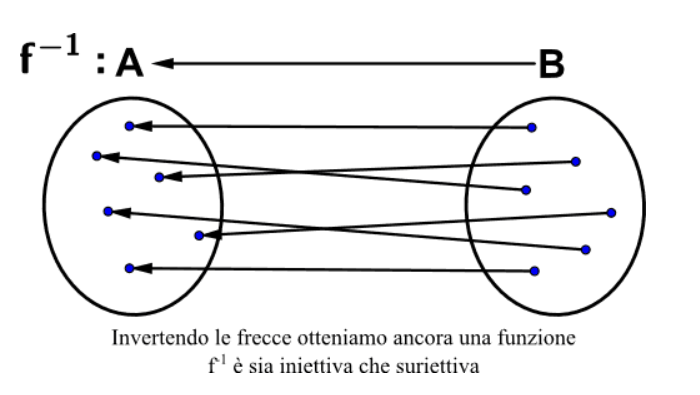 f⁻¹ : A B
Invertendo le frecce otteniamo ancora una funzione
f⁻¹ è sia iniettiva che suriettiva